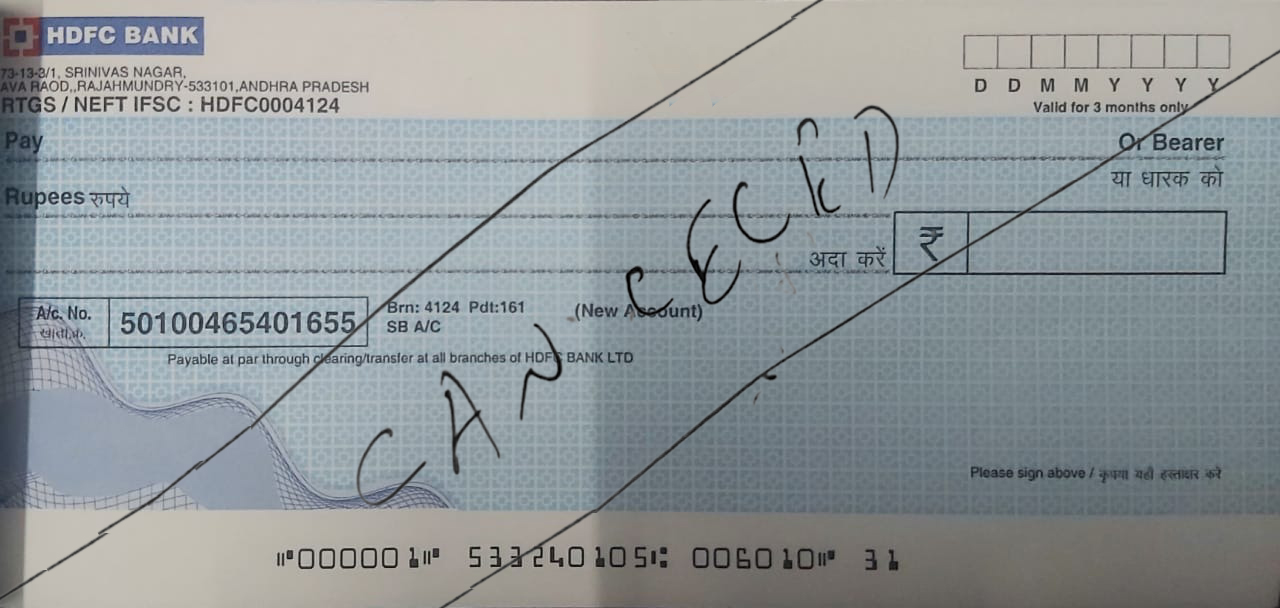 HDFC BANK
73-13-3/1, SRINIVAS NAGAR,
AVA RAOD,,RAJAHMUNDRY-533101,ANDHRA PRADESH
RTGS / NEFT IFSC : HDFC0004124
D D M M Y Y Y Y
Valid for 3 months only
Pay
Or Bearer
या धारक को
Rupees रुपये
अदा करें ₹
A/c. No.
खाता.क्र.
50100465401655
Brn: 4124 Pdt:161
SB A/C
(New Account)
Payable at par through clearing/transfer at all branches of HDFC BANK LTD
CANCECKD
Please sign above / कृपया यहाँ हस्ताक्षर करे
⑈000001⑈ 533240105⑆ 006010⑈ 31